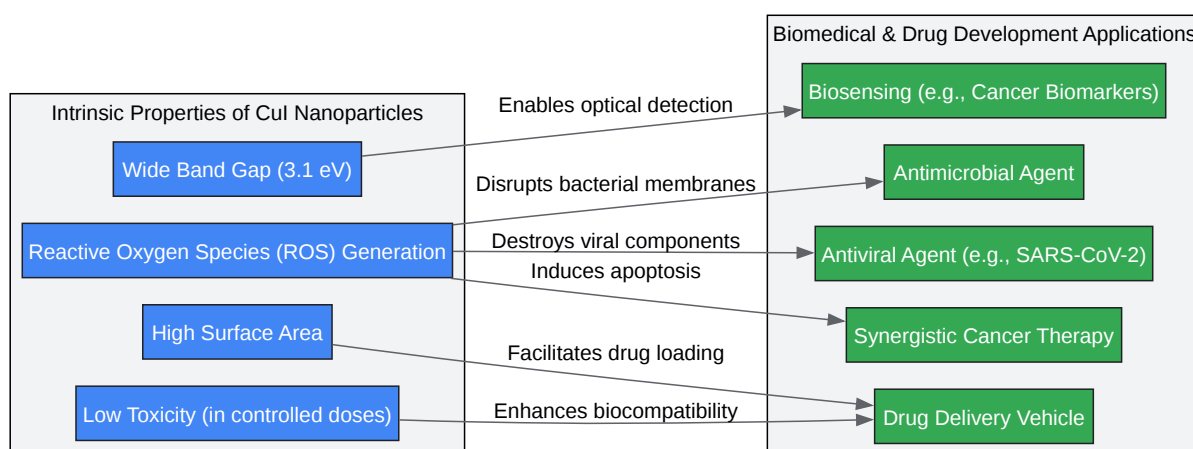 Intrinsic Properties of CuI Nanoparticles
Wide Band Gap (3.1 eV)
Reactive Oxygen Species (ROS) Generation
High Surface Area
Low Toxicity (in controlled doses)
Enables optical detection
Disrupts bacterial membranes
Destroys viral components
Induces apoptosis
Facilitates drug loading
Enhances biocompatibility
Biomedical & Drug Development Applications
Biosensing (e.g., Cancer Biomarkers)
Antimicrobial Agent
Antiviral Agent (e.g., SARS-CoV-2)
Synergistic Cancer Therapy
Drug Delivery Vehicle